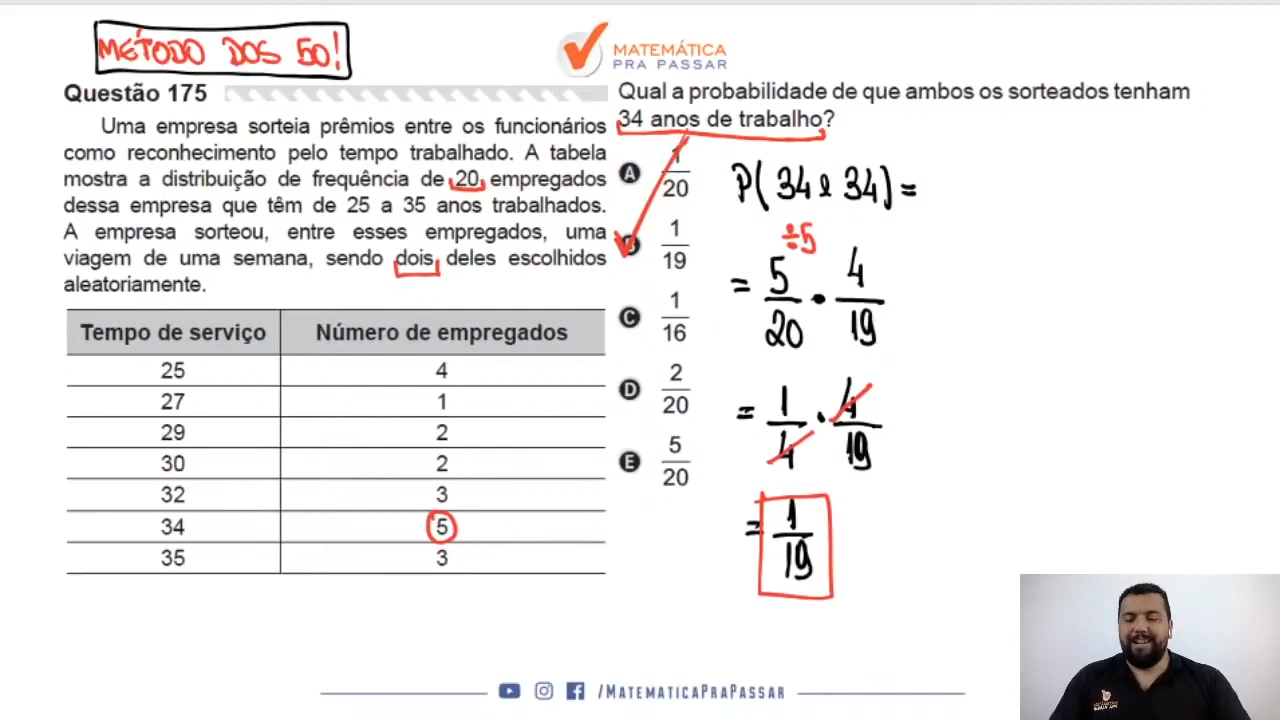 MÉTODO DOS 50!
MATEMÁTICA
PRA PASSAR
Questão 175
Uma empresa sorteia prêmios entre os funcionários
como reconhecimento pelo tempo trabalhado. A tabela
mostra a distribuição de frequência de 20 empregados
dessa empresa que têm de 25 a 35 anos trabalhados.
A empresa sorteou, entre esses empregados, uma
viagem de uma semana, sendo dois deles escolhidos
aleatoriamente.
Tempo de serviço Número de empregados
25 4
27 1
29 2
30 2
32 3
34 5
35 3
Qual a probabilidade de que ambos os sorteados tenham
34 anos de trabalho?
A 1/20
B 1/19
C 1/16
D 2/20
E 5/20
P(34 e 34) =
÷5
= 5/20 • 4/19
= 1/4 • 4/19
= 1/19
/MATEMATICAPRAPASSAR